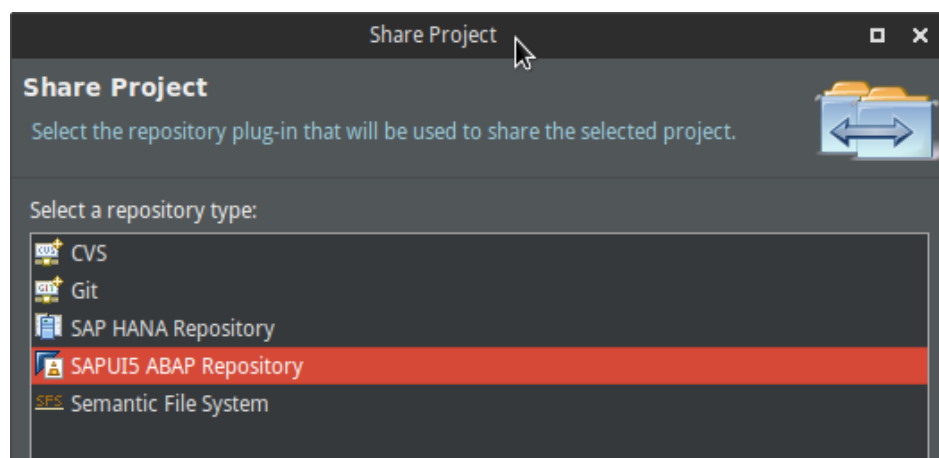 Share Project
Share Project
Select the repository plug-in that will be used to share the selected project.
Select a repository type:
CVS
Git
SAP HANA Repository
SAPUI5 ABAP Repository
SFS Semantic File System